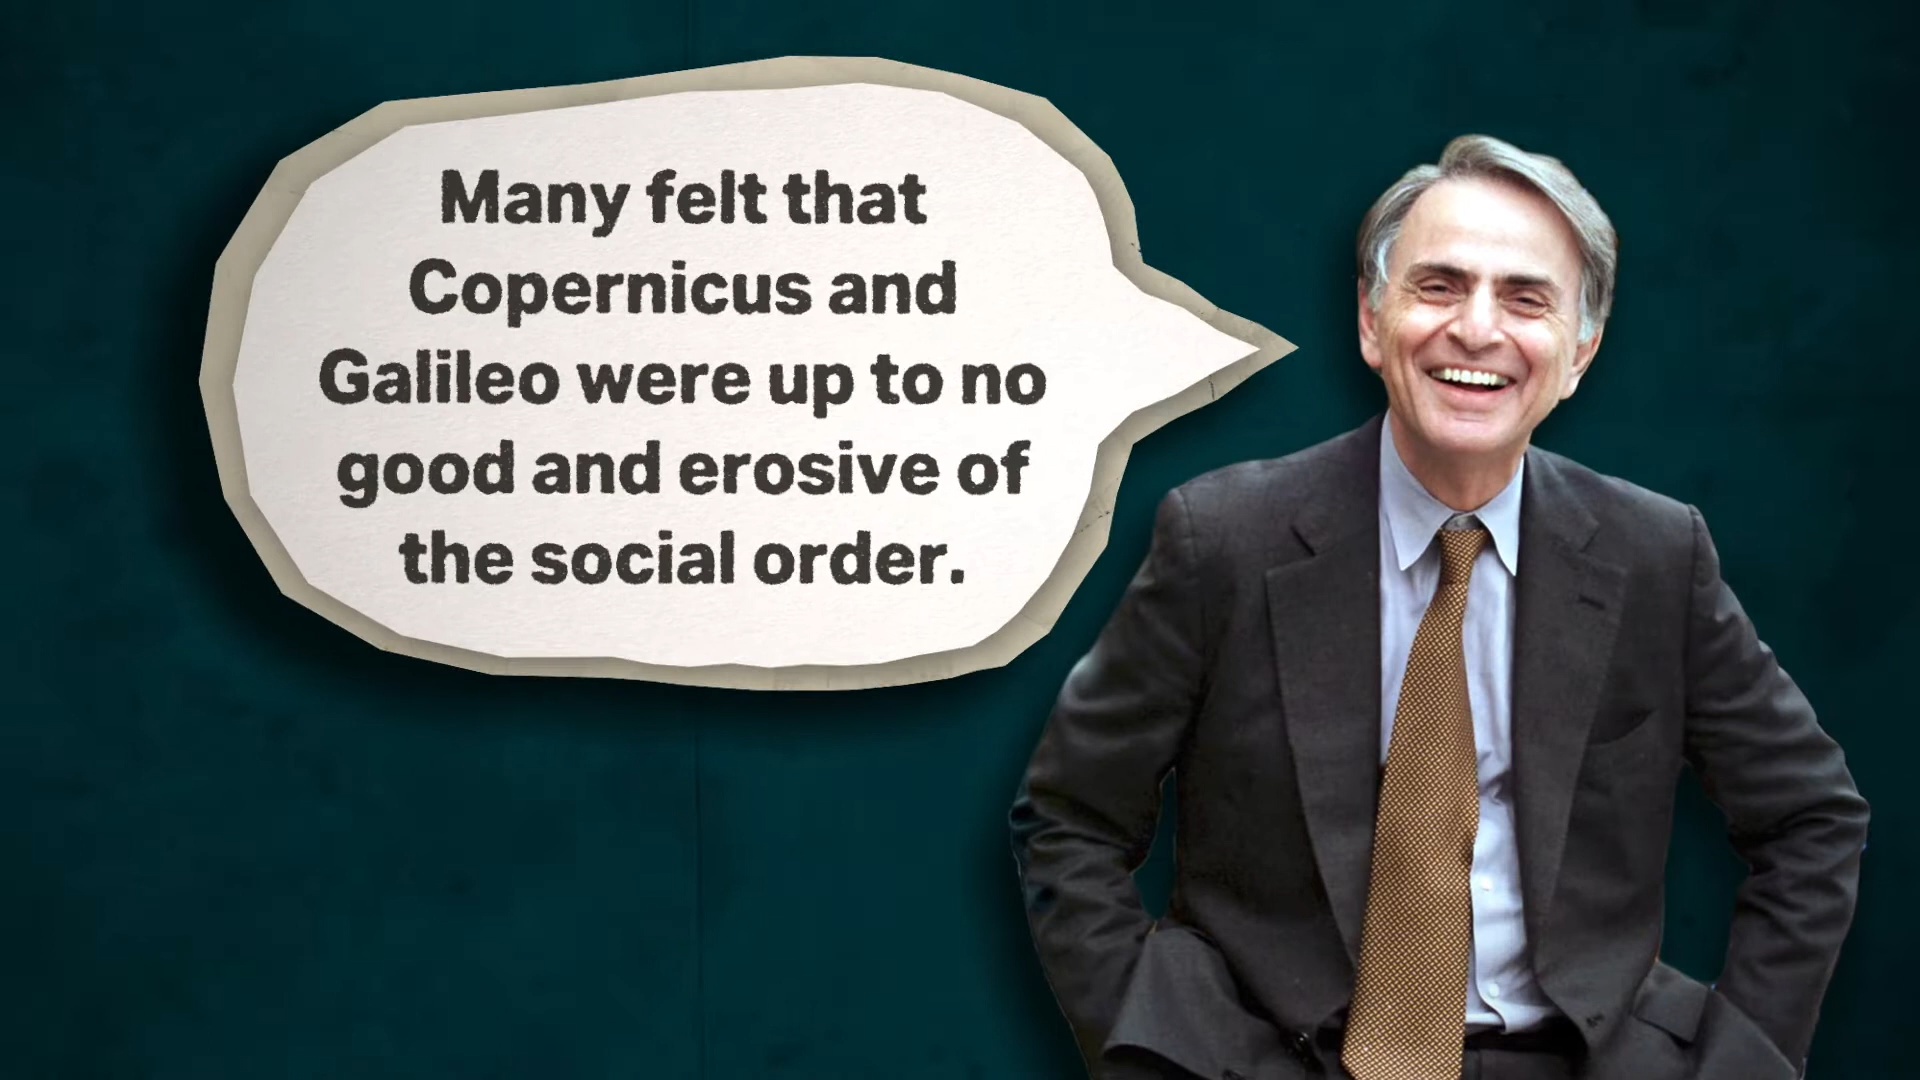 Many felt that
Copernicus and
Galileo were up to no
good and erosive of
the social order.